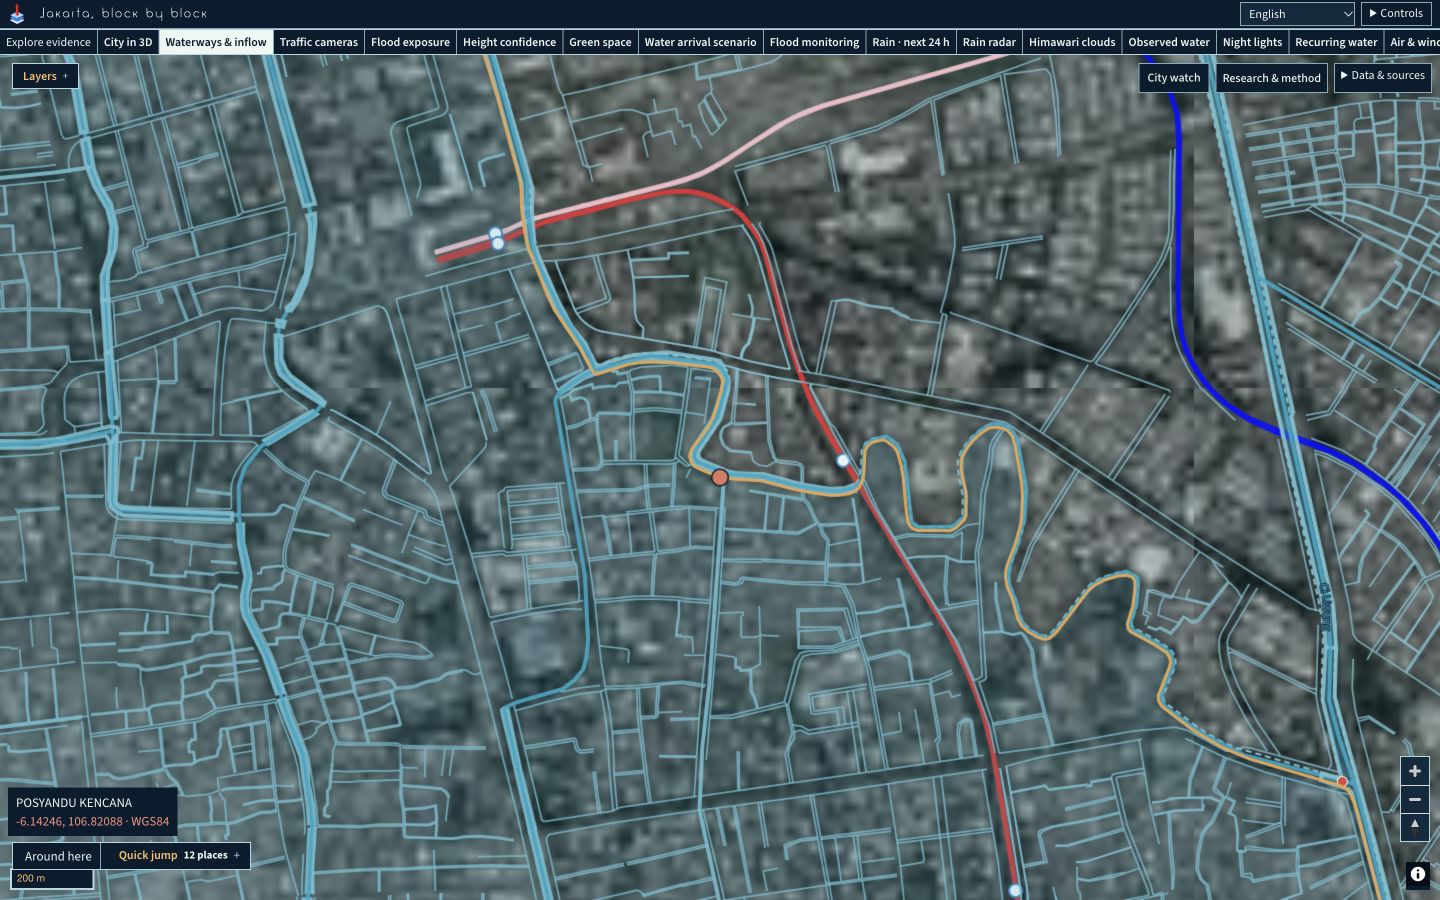 Jakarta, block by block
English
Controls
Explore evidence
City in 3D
Waterways & inflow
Traffic cameras
Flood exposure
Height confidence
Green space
Water arrival scenario
Flood monitoring
Rain · next 24 h
Rain radar
Himawari clouds
Observed water
Night lights
Recurring water
Air & wind
Layers +
City watch
Research & method
Data & sources
POSYANDU KENCANA
-6.14246, 106.82088 · WGS84
Around here
Quick jump 12 places +
200 m